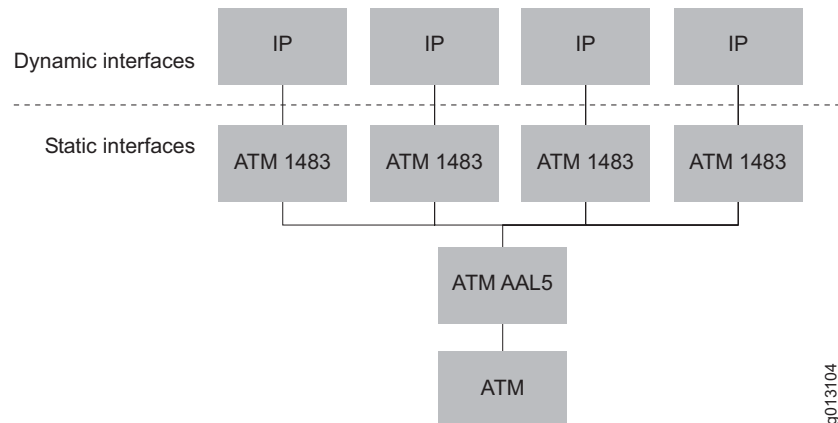 IP IP IP IP
Dynamic interfaces
Static interfaces
ATM 1483 ATM 1483 ATM 1483 ATM 1483
ATM AAL5
ATM
g013104